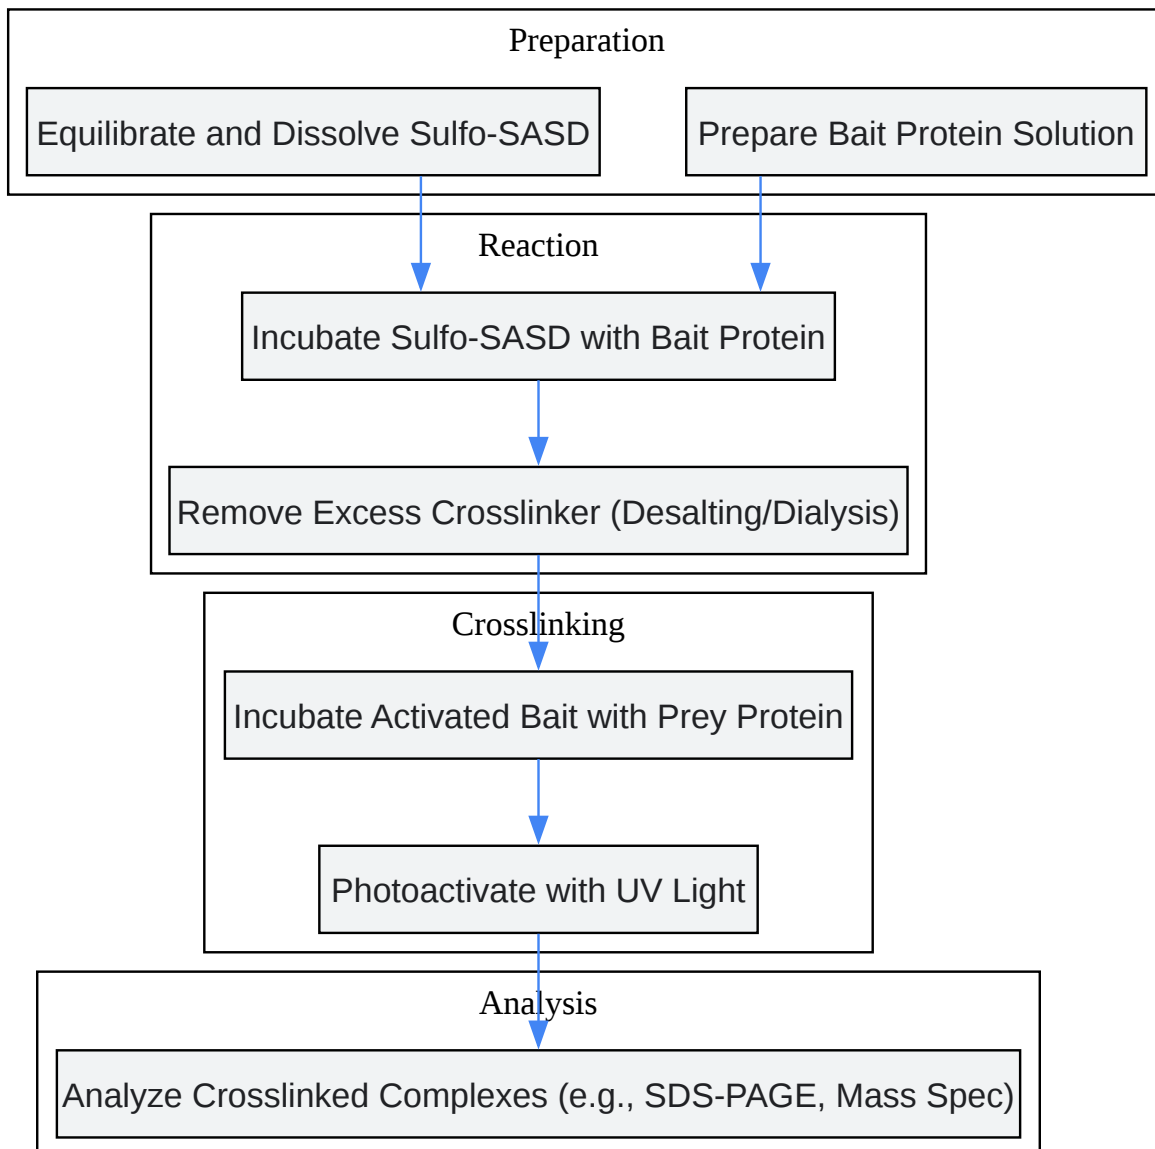 Preparation
Equilibrate and Dissolve Sulfo-SASD
Prepare Bait Protein Solution
Reaction
Incubate Sulfo-SASD with Bait Protein
Remove Excess Crosslinker (Desalting/Dialysis)
Crosslinking
Incubate Activated Bait with Prey Protein
Photoactivate with UV Light
Analysis
Analyze Crosslinked Complexes (e.g., SDS-PAGE, Mass Spec)